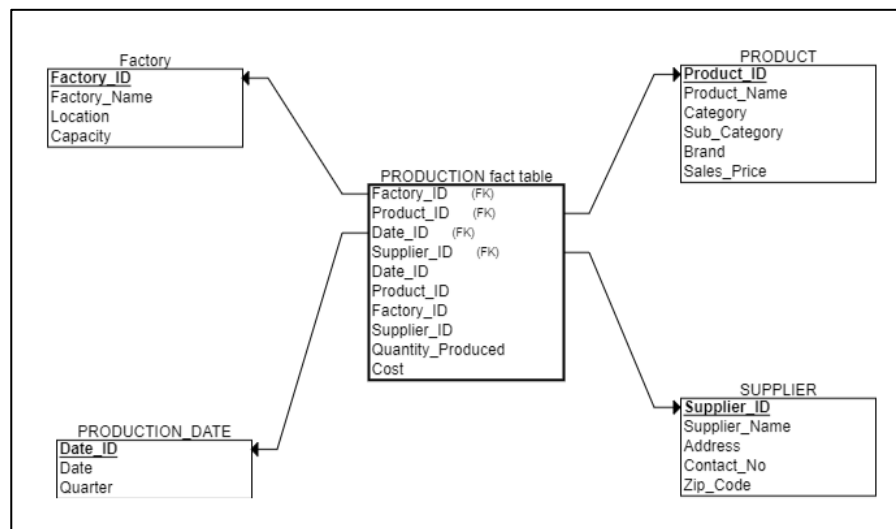 Factory
Factory_ID
Factory_Name
Location
Capacity
PRODUCT
Product_ID
Product_Name
Category
Sub_Category
Brand
Sales_Price
PRODUCTION fact table
Factory_ID (FK)
Product_ID (FK)
Date_ID (FK)
Supplier_ID (FK)
Date_ID
Product_ID
Factory_ID
Supplier_ID
Quantity_Produced
Cost
PRODUCTION_DATE
Date_ID
Date
Quarter
SUPPLIER
Supplier_ID
Supplier_Name
Address
Contact_No
Zip_Code